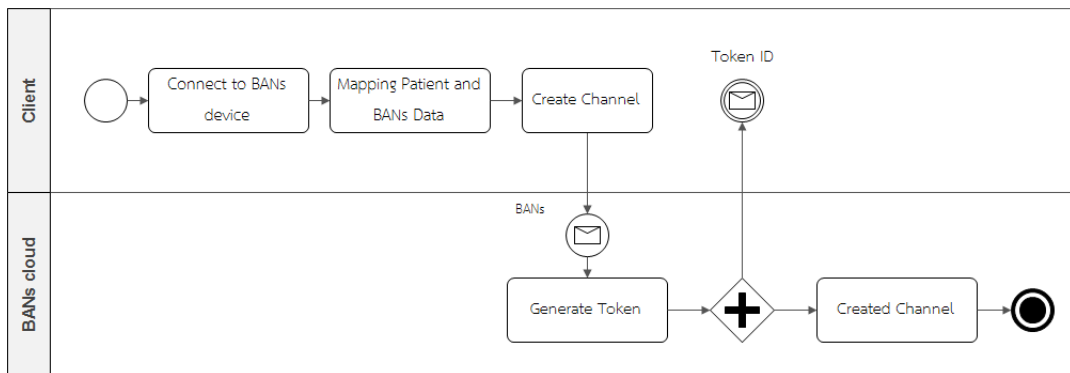 Client
Connect to BANs
device
Mapping Patient and
BANs Data
Create Channel
Token ID
BANs cloud
BANs
Generate Token
Created Channel